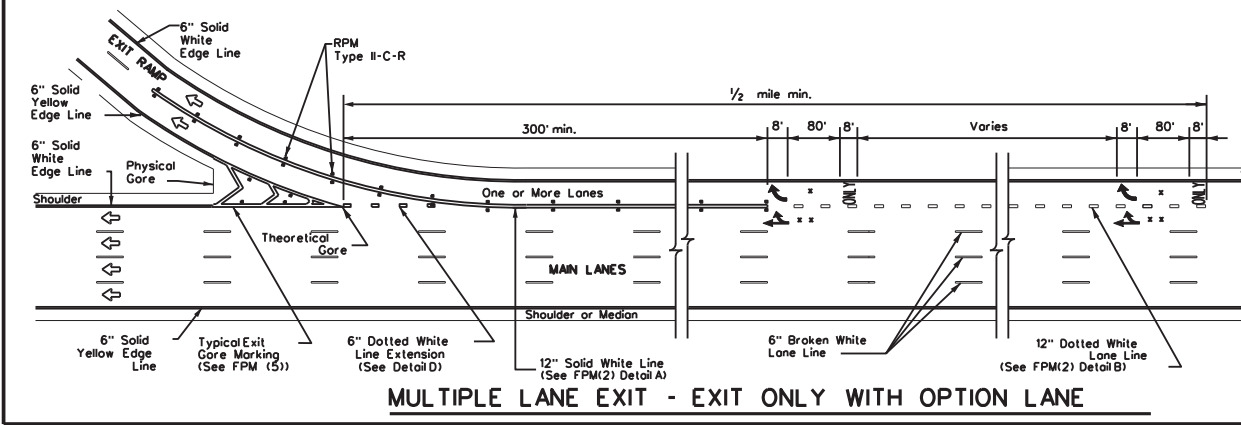 6" Solid
White
Edge Line
EXIT RAMP
RPM
Type II-C-R
6" Solid
Yellow
Edge Line
1/2 mile min.
300' min.
8'
80'
8'
Varies
8'
80'
8'
6" Solid
White
Edge Line
Physical
Gore
Shoulder
One or More Lanes
x
ONLY
x x
x
ONLY
x x
Theoretical
Gore
MAIN LANES
Shoulder or Median
6" Solid
Yellow Edge
Line
Typical Exit
Gore Marking
(See FPM (5))
6" Dotted White
Line Extension
(See Detail D)
12" Solid White Line
(See FPM(2) Detail A)
6" Broken White
Lane Line
12" Dotted White
Lane Line
(See FPM(2) Detail B)
MULTIPLE LANE EXIT - EXIT ONLY WITH OPTION LANE